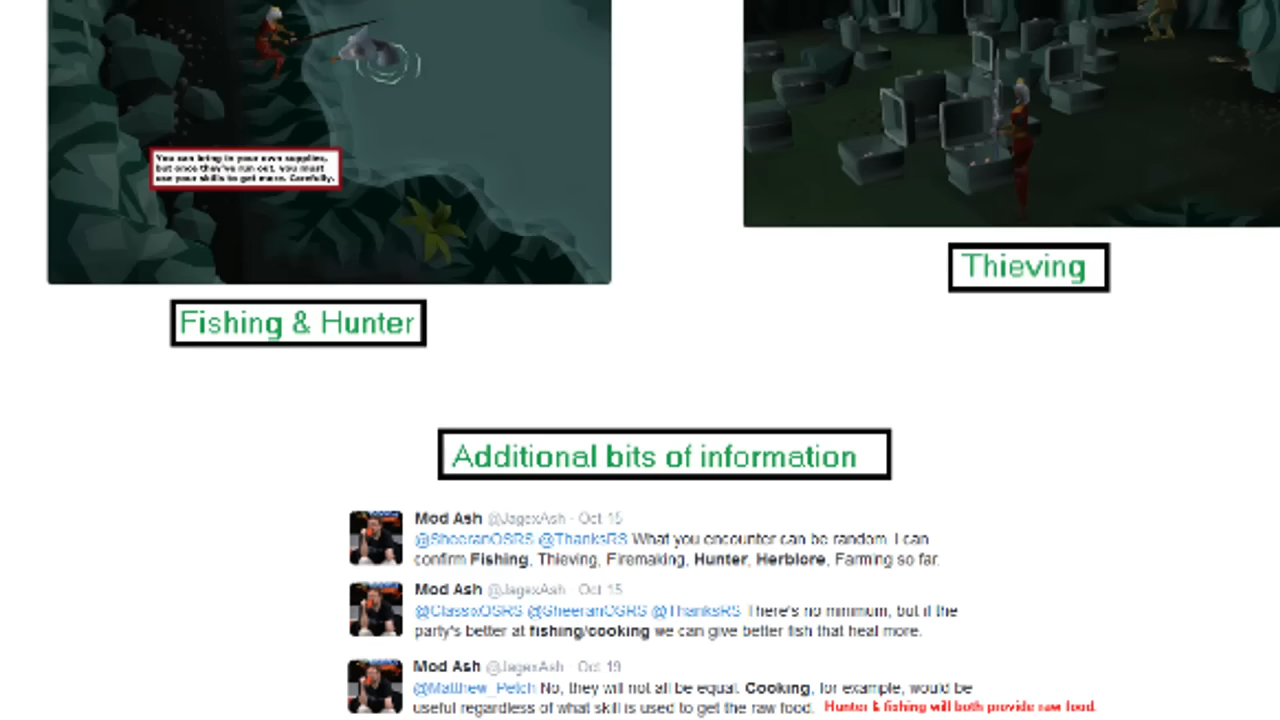 You can bring in your own supplies,
but once they've run out, you must
use your skills to get more. Carefully.
Thieving
Fishing & Hunter
Additional bits of information
Mod Ash @JagexAsh · Oct 15
@SheeranOSRS @ThanksRS What you encounter can be random. I can
confirm Fishing, Thieving, Firemaking, Hunter, Herblore, Farming so far.
Mod Ash @JagexAsh · Oct 15
@ClassxOSRS @SheeranOSRS @ThanksRS There's no minimum, but if the
party's better at fishing/cooking we can give better fish that heal more.
Mod Ash @JagexAsh · Oct 19
@Matthew_Petch No, they will not all be equal. Cooking, for example, would be
useful regardless of what skill is used to get the raw food. Hunter & fishing will both provide raw food.